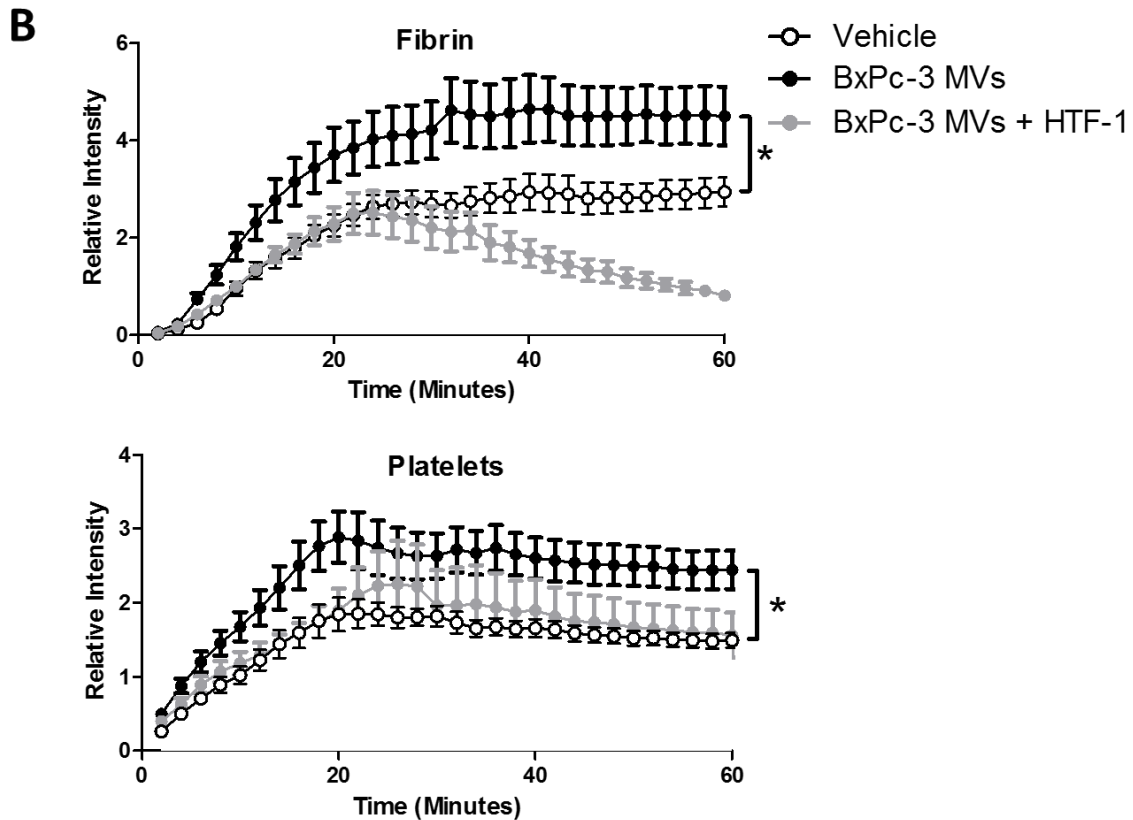 B
Fibrin
Vehicle
BxPc-3 MVs
BxPc-3 MVs + HTF-1
6
4
2
0
Relative Intensity
*
0 20 40 60
Time (Minutes)
Platelets
4
3
2
1
0
Relative Intensity
*
0 20 40 60
Time (Minutes)